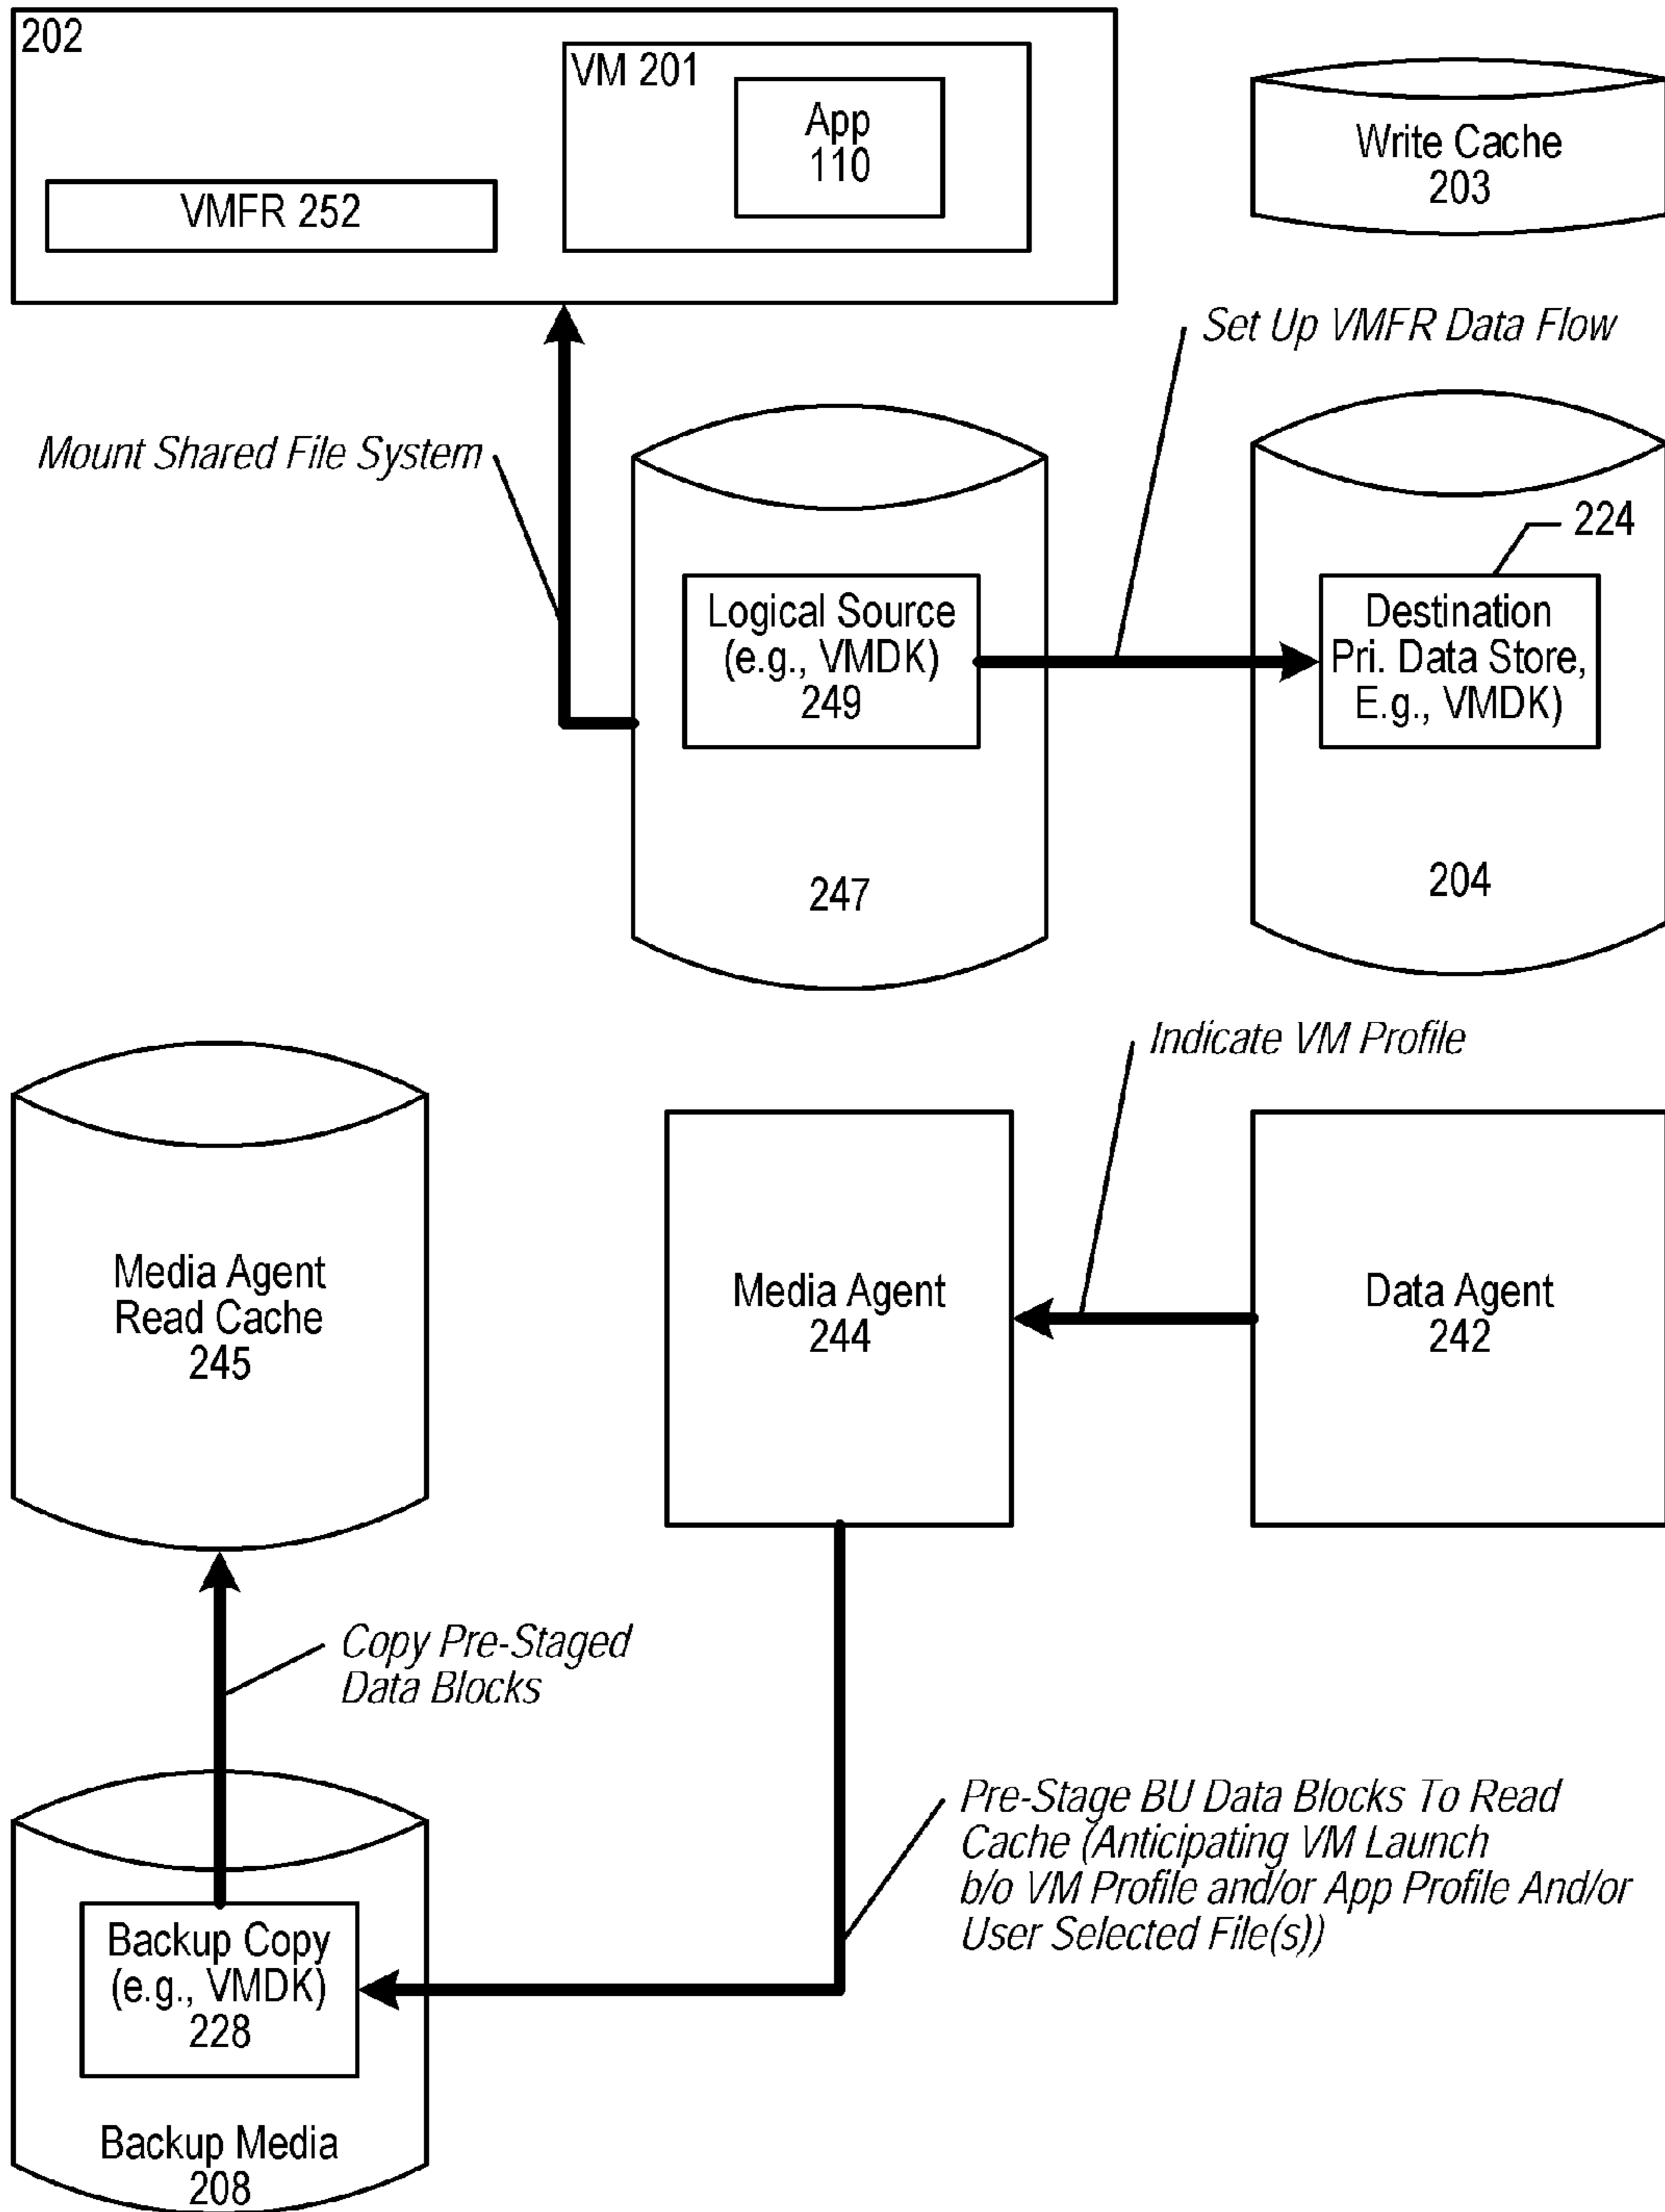 202
VM 201
App
110
VMFR 252
Write Cache
203
Set Up VMFR Data Flow
Mount Shared File System
224
Logical Source
(e.g., VMDK)
249
Destination
Pri. Data Store,
E.g., VMDK)
247
204
Indicate VM Profile
Media Agent
Read Cache
245
Media Agent
244
Data Agent
242
Copy Pre-Staged
Data Blocks
Pre-Stage BU Data Blocks To Read
Cache (Anticipating VM Launch
b/o VM Profile and/or App Profile And/or
User Selected File(s))
Backup Copy
(e.g., VMDK)
228
Backup Media
208